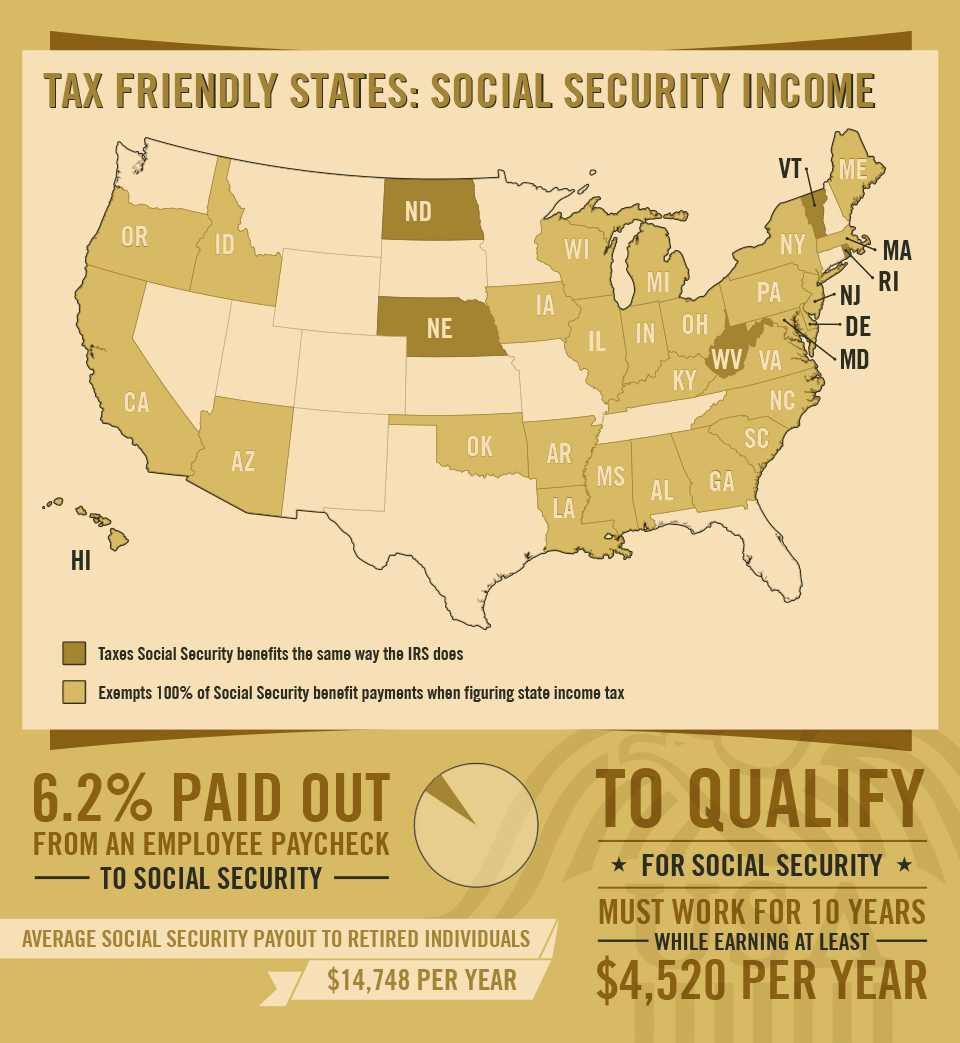 TAX FRIENDLY STATES: SOCIAL SECURITY INCOME
VT
ME
ND
OR
ID
WI
NY
MA
MI
RI
PA
NJ
IA
NE
OH
DE
IL
IN
WV
VA
MD
KY
CA
NC
SC
OK
AR
AZ
MS
AL
GA
LA
HI
Taxes Social Security benefits the same way the IRS does
Exempts 100% of Social Security benefit payments when figuring state income tax
6.2% PAID OUT
FROM AN EMPLOYEE PAYCHECK
TO SOCIAL SECURITY
AVERAGE SOCIAL SECURITY PAYOUT TO RETIRED INDIVIDUALS
$14,748 PER YEAR
TO QUALIFY
FOR SOCIAL SECURITY
MUST WORK FOR 10 YEARS
WHILE EARNING AT LEAST
$4,520 PER YEAR
USA